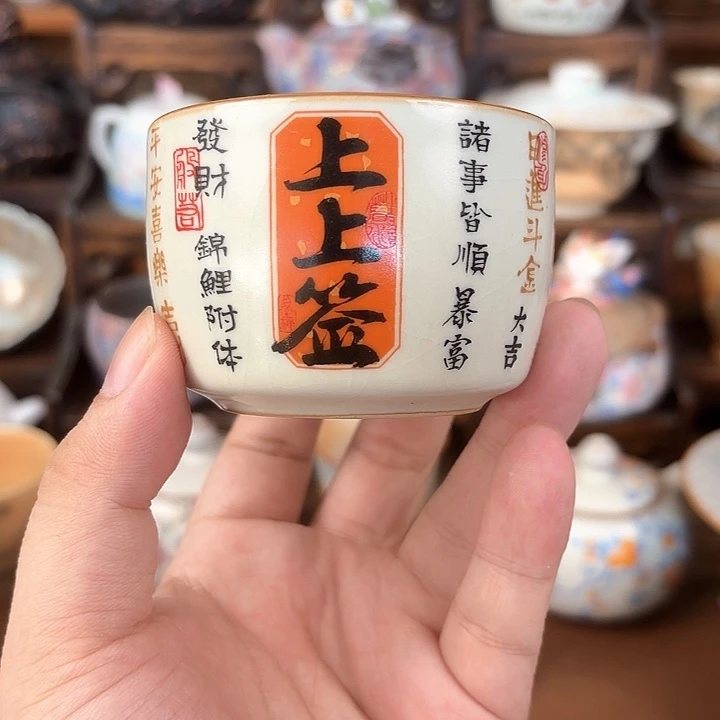 上上签
諸事皆順 暴富
日進斗金
大吉
發財 錦鯉附体
年安喜樂